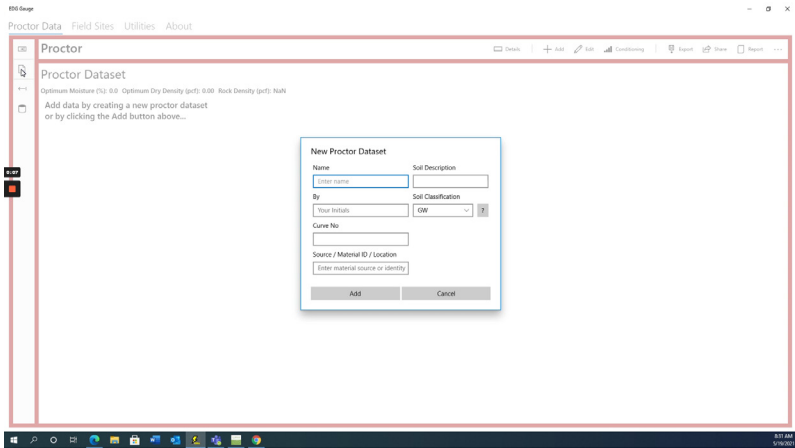 EDG Gauge
Proctor Data Field Sites Utilities About
Proctor
Details Add Edit Conditioning Export Share Report
Proctor Dataset
Optimum Moisture (%): 0.0 Optimum Dry Density (pcf): 0.00 Rock Density (pcf): NaN
Add data by creating a new proctor dataset
or by clicking the Add button above...
New Proctor Dataset
Name Soil Description
Enter name
By Soil Classification
Your Initials GW ?
Curve No
Source / Material ID / Location
Enter material source or identity
Add Cancel
0:07
8:31 AM
5/19/2021